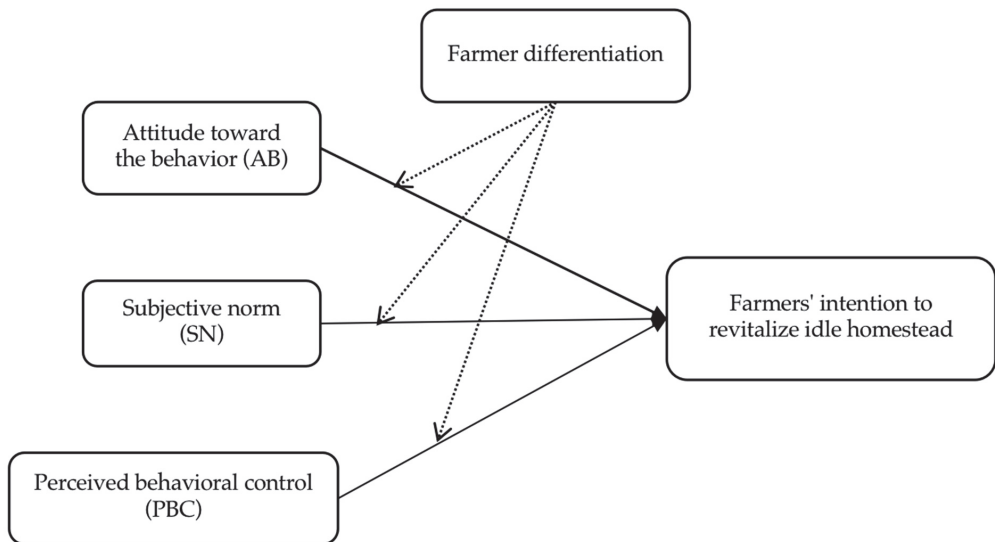 Farmer differentiation
Attitude toward
the behavior (AB)
Subjective norm
(SN)
Farmers' intention to
revitalize idle homestead
Perceived behavioral control
(PBC)